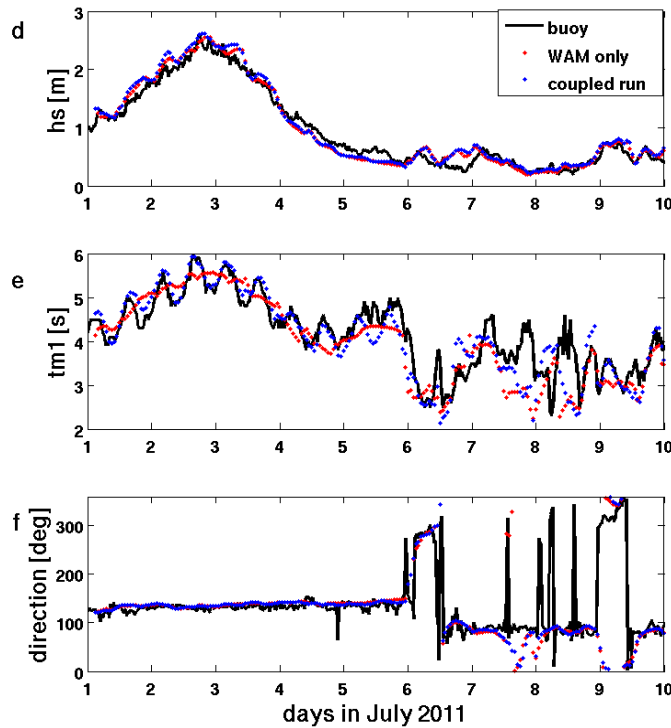 d
hs [m]
3
2
1
0
buoy
WAM only
coupled run
1 2 3 4 5 6 7 8 9 10
e
tm1 [s]
6
5
4
3
2
1 2 3 4 5 6 7 8 9 10
f
direction [deg]
300
200
100
0
1 2 3 4 5 6 7 8 9 10
days in July 2011